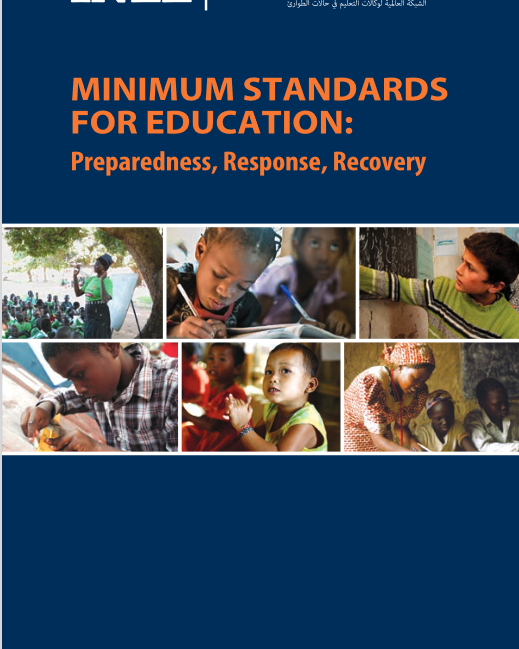 الشبكة العالمية لوكالات التعليم في حالات الطوارئ
MINIMUM STANDARDS
FOR EDUCATION:
Preparedness, Response, Recovery